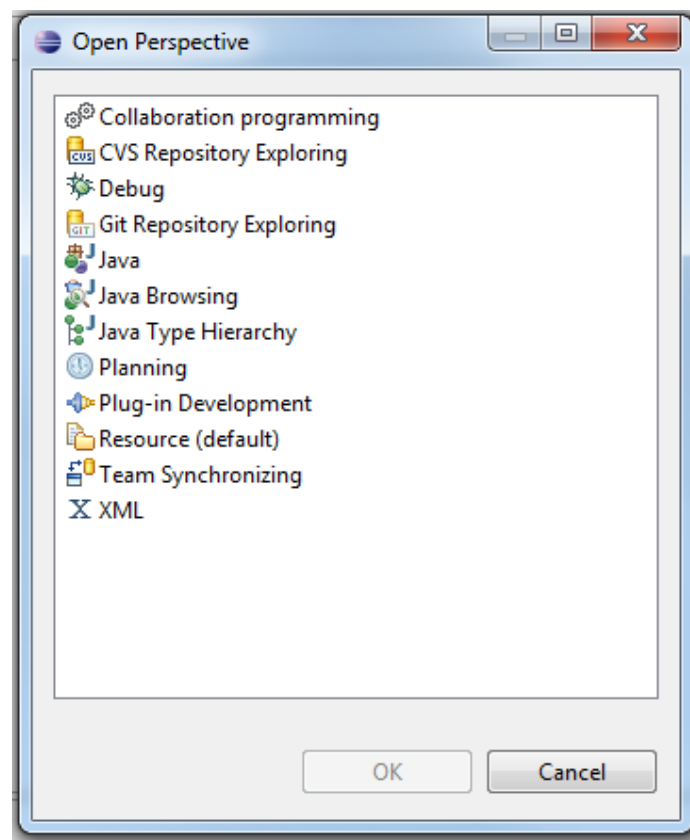 Open Perspective
Collaboration programming
CVS Repository Exploring
Debug
Git Repository Exploring
Java
Java Browsing
Java Type Hierarchy
Planning
Plug-in Development
Resource (default)
Team Synchronizing
XML
OK
Cancel